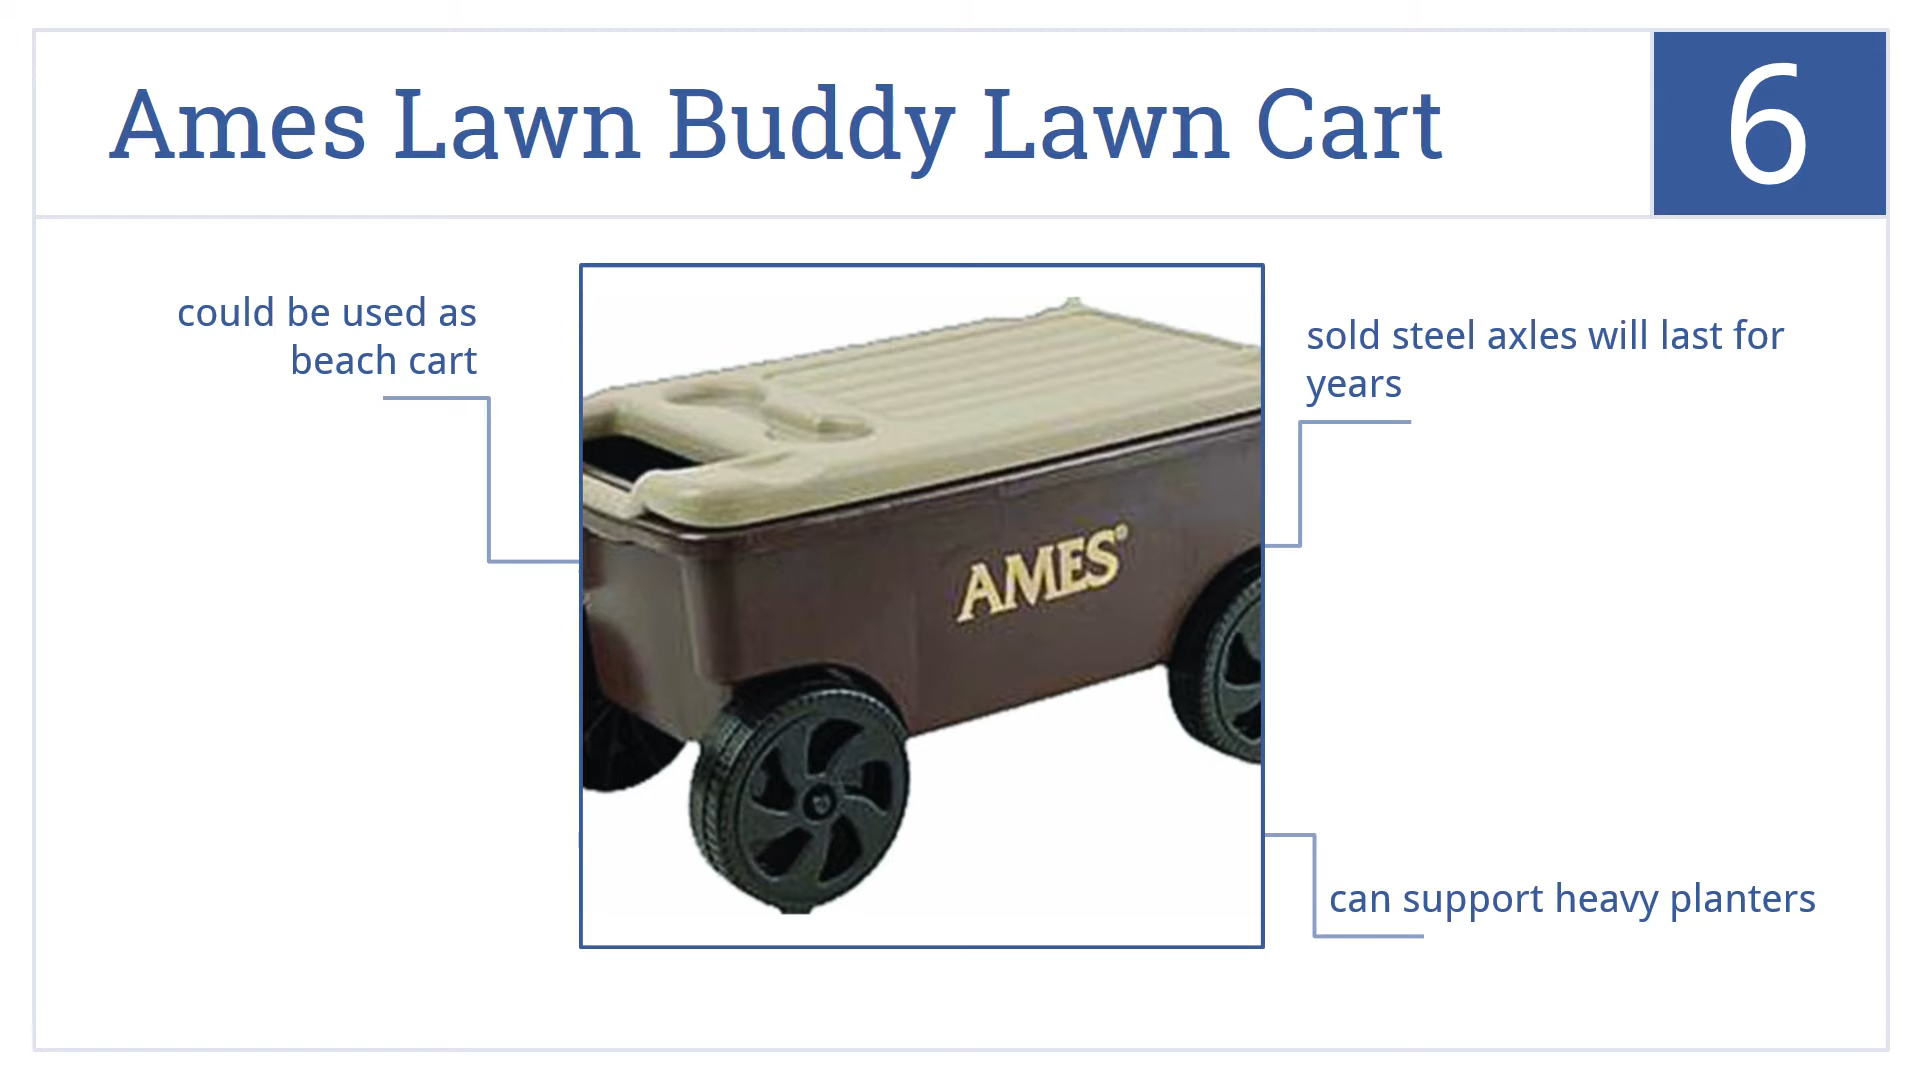 Ames Lawn Buddy Lawn Cart
6
could be used as
beach cart
sold steel axles will last for
years
AMES®
can support heavy planters